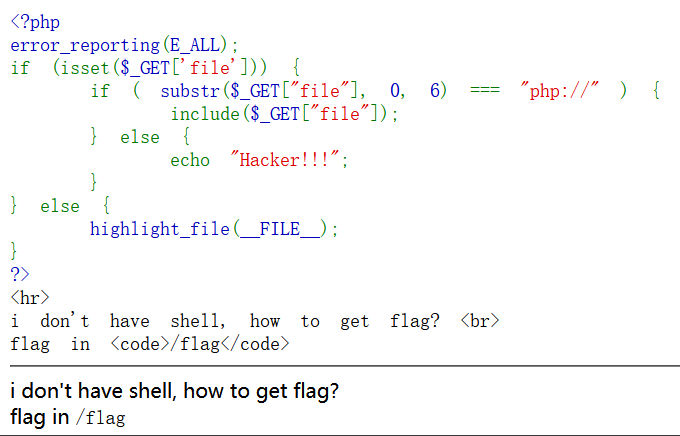 <?php
error_reporting(E_ALL);
if (isset($_GET['file'])) {
if ( substr($_GET["file"], 0, 6) === "php://" ) {
include($_GET["file"]);
} else {
echo "Hacker!!!";
}
} else {
highlight_file(__FILE__);
}
?>
<hr>
i don't have shell, how to get flag? <br>
flag in <code>/flag</code>
i don't have shell, how to get flag?
flag in /flag